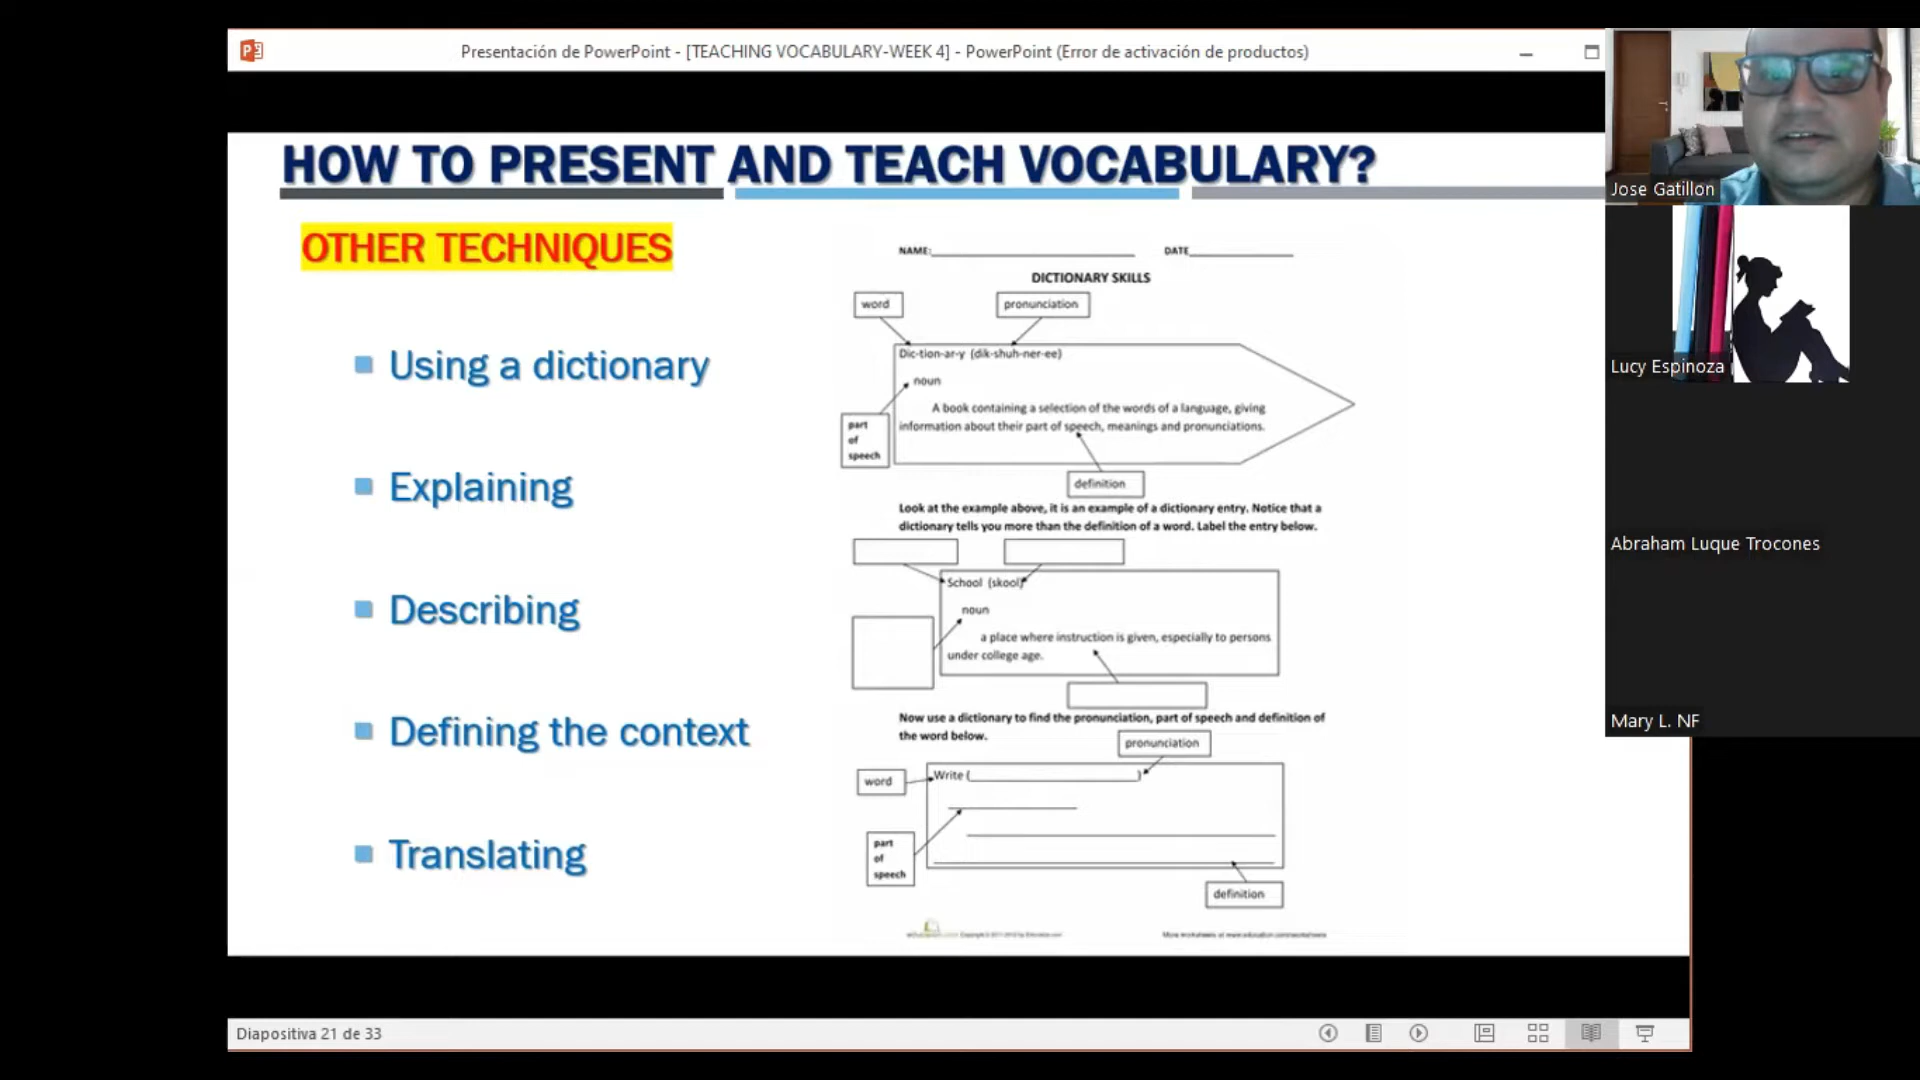 Presentación de PowerPoint - [TEACHING VOCABULARY-WEEK 4] - PowerPoint (Error de activación de productos)
HOW TO PRESENT AND TEACH VOCABULARY?
OTHER TECHNIQUES
Using a dictionary
Explaining
Describing
Defining the context
Translating
NAME: DATE
DICTIONARY SKILLS
word
pronunciation
Dic-tion-ar-y (dik-shuh-ner-ee)
noun
A book containing a selection of the words of a language, giving
information about their part of speech, meanings and pronunciations.
part
of
speech
definition
Look at the example above, it is an example of a dictionary entry. Notice that a
dictionary tells you more than the definition of a word. Label the entry below.
School (skool)
noun
a place where instruction is given, especially to persons
under college age.
Now use a dictionary to find the pronunciation, part of speech and definition of
the word below.
pronunciation
word
Write ( )
part
of
speech
definition
More worksheets at www.education.com/worksheets
Jose Gatillon
Lucy Espinoza
Abraham Luque Trocones
Mary L. NF
Diapositiva 21 de 33